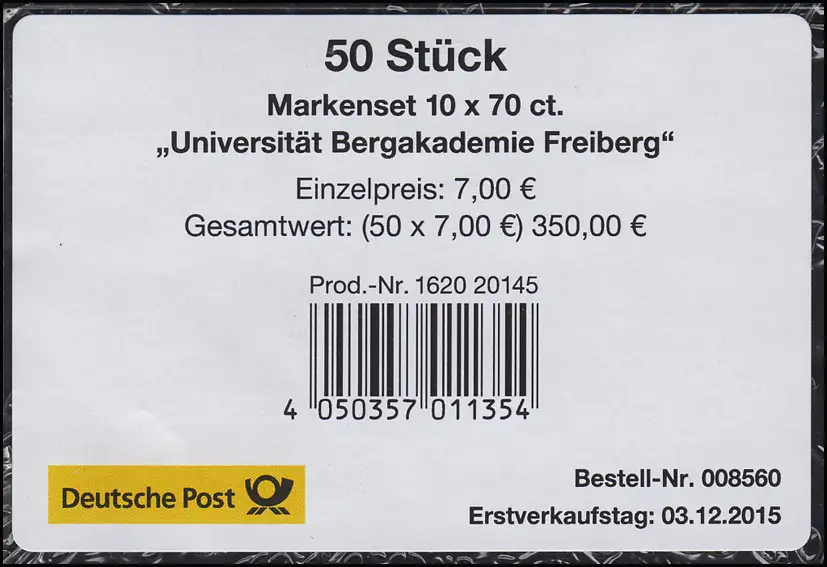 50 Stück
Markenset 10 x 70 ct.
„Universität Bergakademie Freiberg“
Einzelpreis: 7,00 €
Gesamtwert: (50 x 7,00 €) 350,00 €
Prod.-Nr. 1620 20145
4 050357 011354
Deutsche Post
Bestell-Nr. 008560
Erstverkaufstag: 03.12.2015